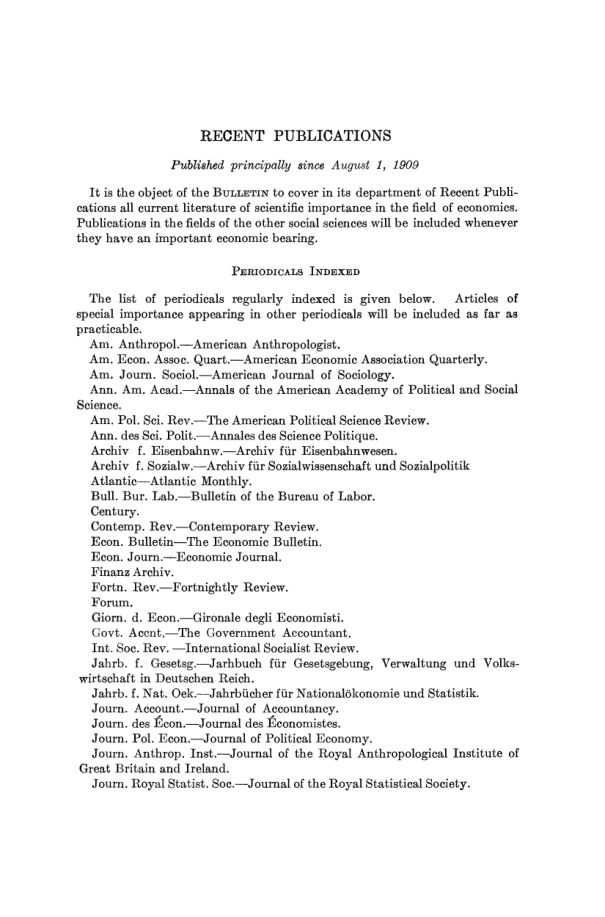 RECENT PUBLICATIONS
Published principally since August 1, 1909
It is the object of the BULLETIN to cover in its department of Recent Publi-
cations all current literature of scientific importance in the field of economics.
Publications in the fields of the other social sciences will be included whenever
they have an important economic bearing.
PERIODICALS INDEXED
The list of periodicals regularly indexed is given below. Articles of
special importance appearing in other periodicals will be included as far as
practicable.
Am. Anthropol.—American Anthropologist.
Am. Econ. Assoc. Quart.—American Economic Association Quarterly.
Am. Journ. Sociol.—American Journal of Sociology.
Ann. Am. Acad.—Annals of the American Academy of Political and Social
Science.
Am. Pol. Sci. Rev.—The American Political Science Review.
Ann. des Sci. Polit.—Annales des Science Politique.
Archiv f. Eisenbahnw.—Archiv für Eisenbahnwesen.
Archiv f. Sozialw.—Archiv für Sozialwissenschaft und Sozialpolitik
Atlantic—Atlantic Monthly.
Bull. Bur. Lab.—Bulletin of the Bureau of Labor.
Century.
Contemp. Rev.—Contemporary Review.
Econ. Bulletin—The Economic Bulletin.
Econ. Journ.—Economic Journal.
Finanz Archiv.
Fortn. Rev.—Fortnightly Review.
Forum.
Giorn. d. Econ.—Gironale degli Economisti.
Govt. Accnt.—The Government Accountant.
Int. Soc. Rev. —International Socialist Review.
Jahrb. f. Gesetsg.—Jarhbuch für Gesetsgebung, Verwaltung und Volks-
wirtschaft in Deutschen Reich.
Jahrb. f. Nat. Oek.—Jahrbücher für Nationalökonomie und Statistik.
Journ. Account.—Journal of Accountancy.
Journ. des Écon.—Journal des Économistes.
Journ. Pol. Econ.—Journal of Political Economy.
Journ. Anthrop. Inst.—Journal of the Royal Anthropological Institute of
Great Britain and Ireland.
Journ. Royal Statist. Soc.—Journal of the Royal Statistical Society.